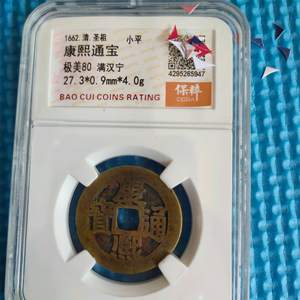 1662.清.圣祖 小平
康熙通宝
极美80 满汉宁
27.3*0.9mm*4.0g
4295265947
保粹
BAO CUI COINS RATING
康熙通寶